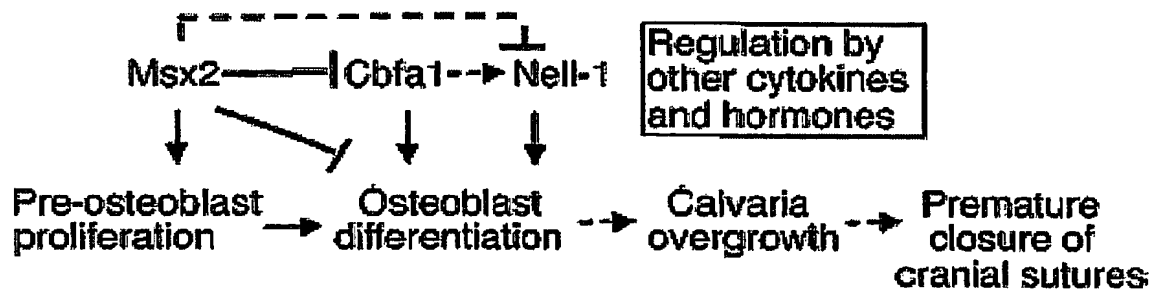 Regulation by
other cytokines
and hormones
Msx2 Cbfa1 Nell-1
Pre-osteoblast
proliferation
Osteoblast
differentiation
Calvaria
overgrowth
Premature
closure of
cranial sutures